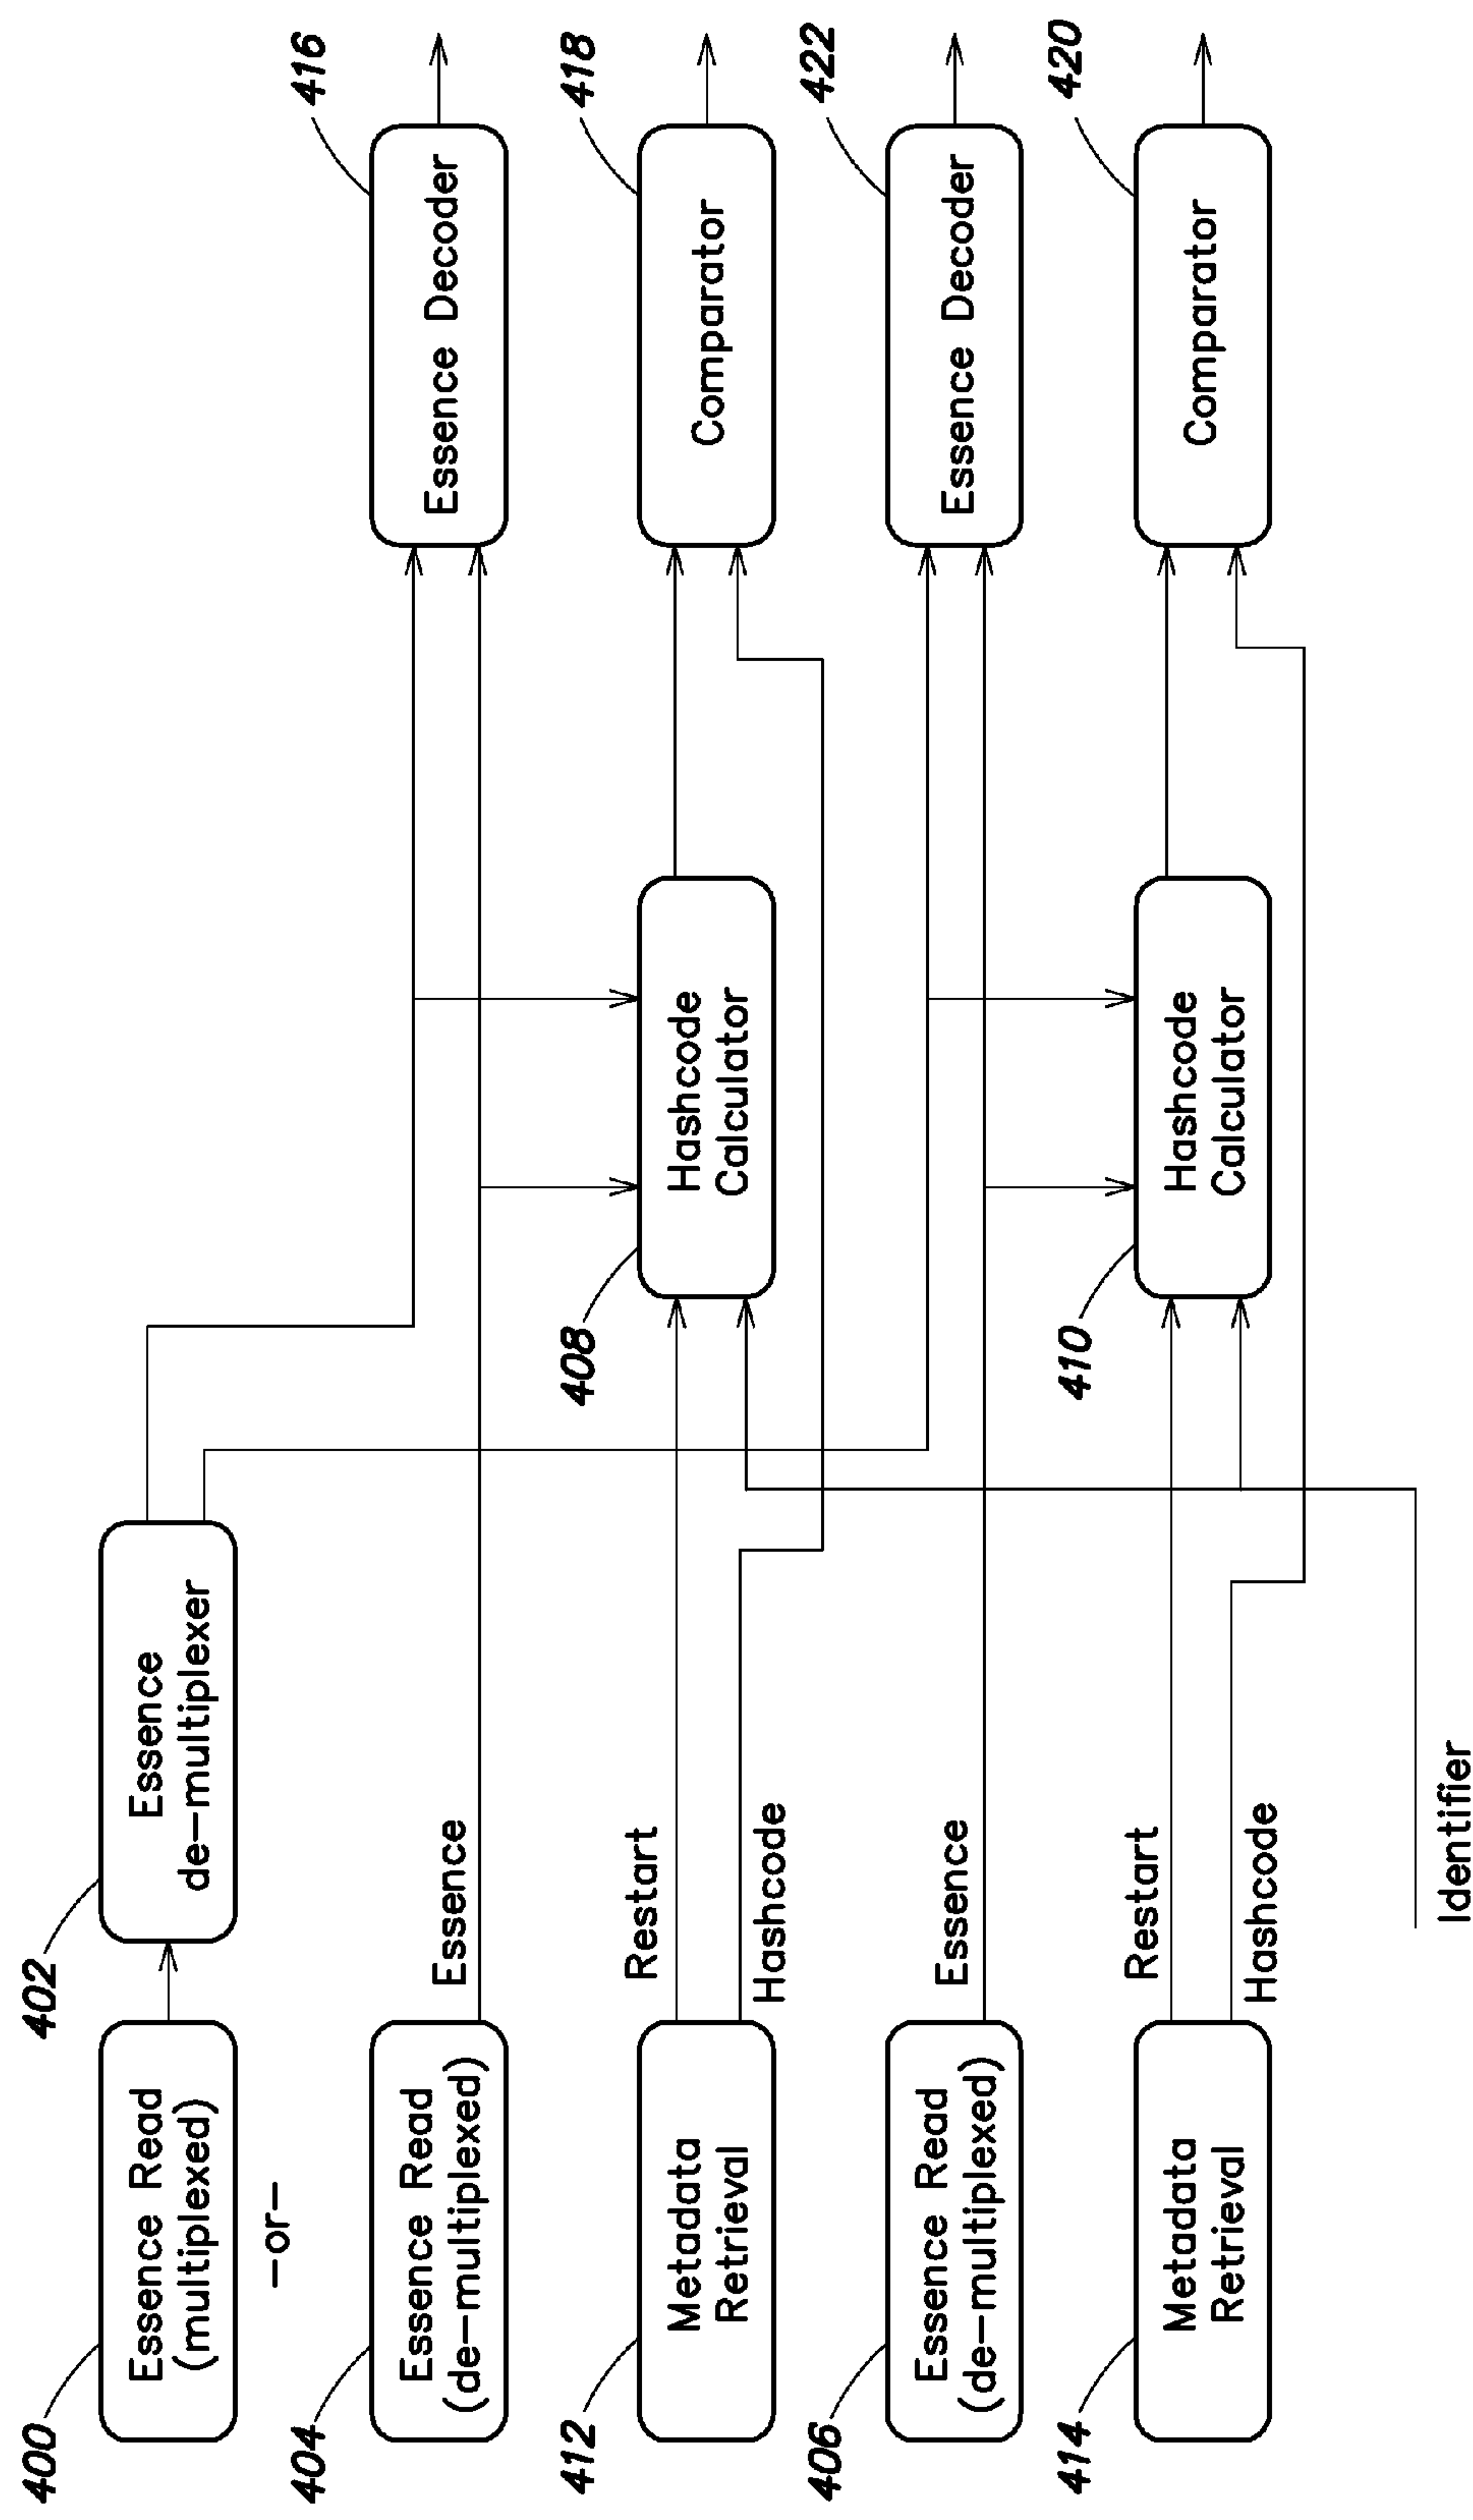 400
Essence Read
(multiplexed)
402
Essence
de-multiplexer
-or-
404
Essence Read
(de-multiplexed)
Essence
416
Essence Decoder
412
Metadata
Retrieval
Restart
Hashcode
408
Hashcode
Calculator
418
Comparator
406
Essence Read
(de-multiplexed)
Essence
422
Essence Decoder
414
Metadata
Retrieval
Restart
Hashcode
410
Hashcode
Calculator
420
Comparator
Identifier